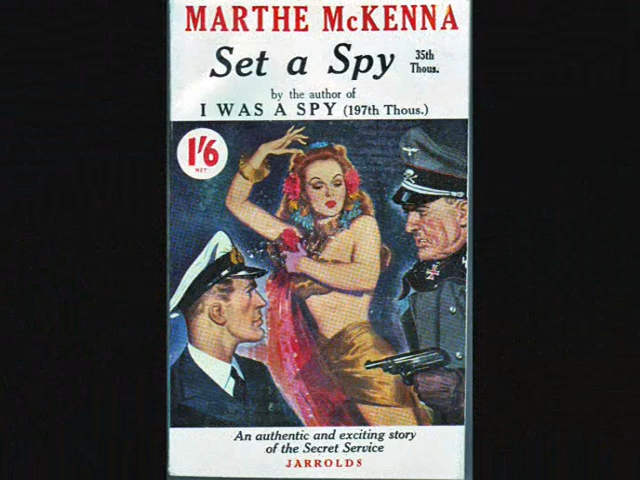 MARTHE McKENNA
Set a Spy
35th
Thous.
by the author of
I WAS A SPY (197th Thous.)
1'6
NET
An authentic and exciting story
of the Secret Service
JARROLDS